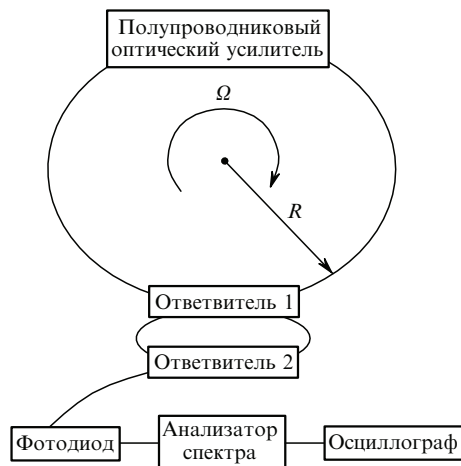 Полупроводниковый
оптический усилитель
Ω
R
Ответвитель 1
Ответвитель 2
Фотодиод
Анализатор
спектра
Осциллограф